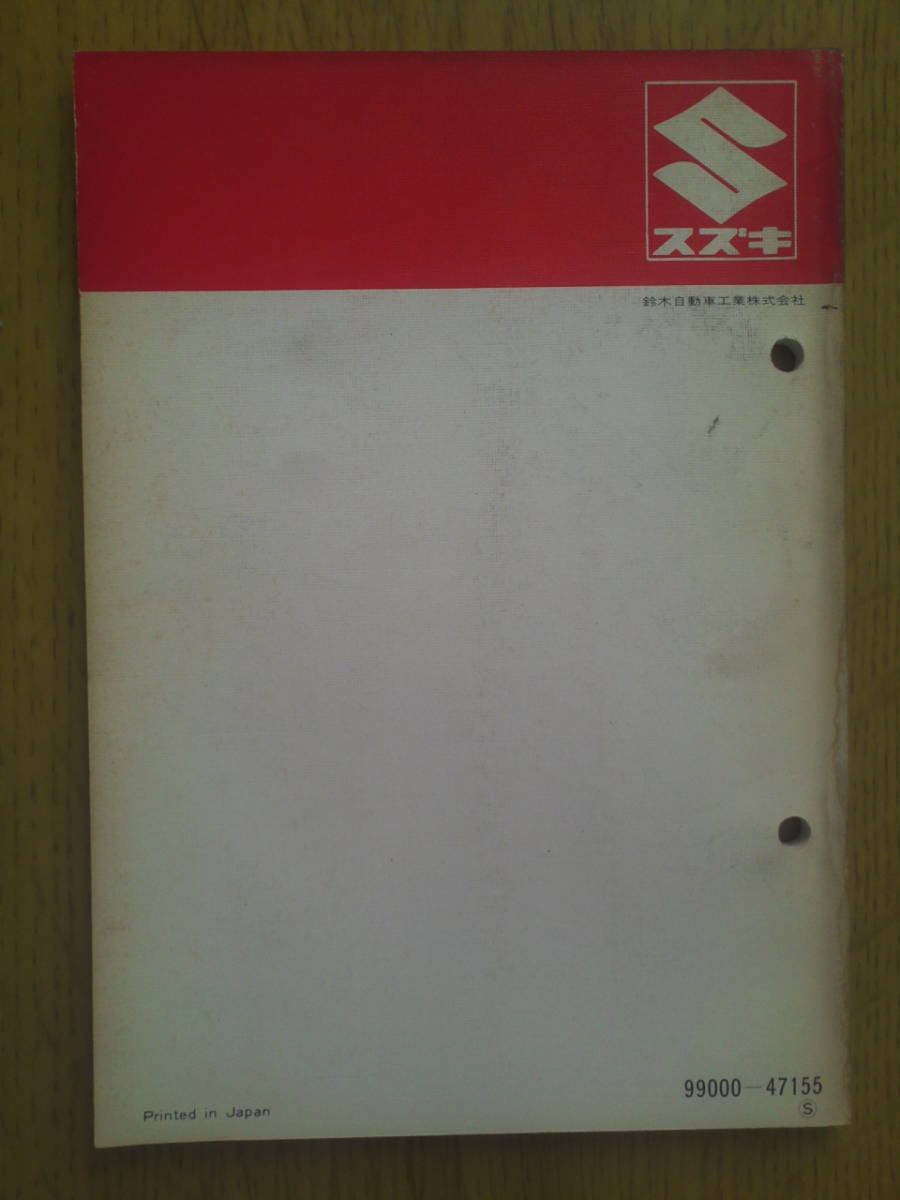 スズキ
鈴木自動車工業株式会社
99000-47155
Ⓢ
Printed in Japan